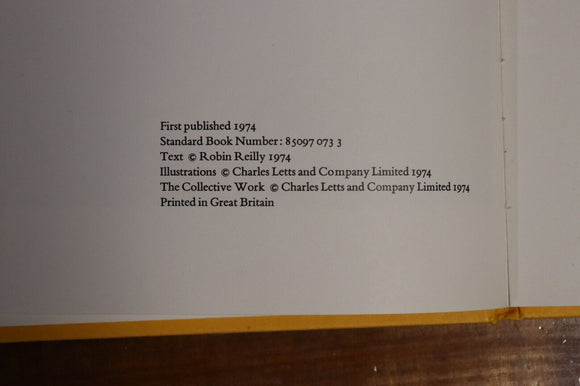 First published 1974
Standard Book Number: 85097 073 3
Text © Robin Reilly 1974
Illustrations © Charles Letts and Company Limited 1974
The Collective Work © Charles Letts and Company Limited 1974
Printed in Great Britain